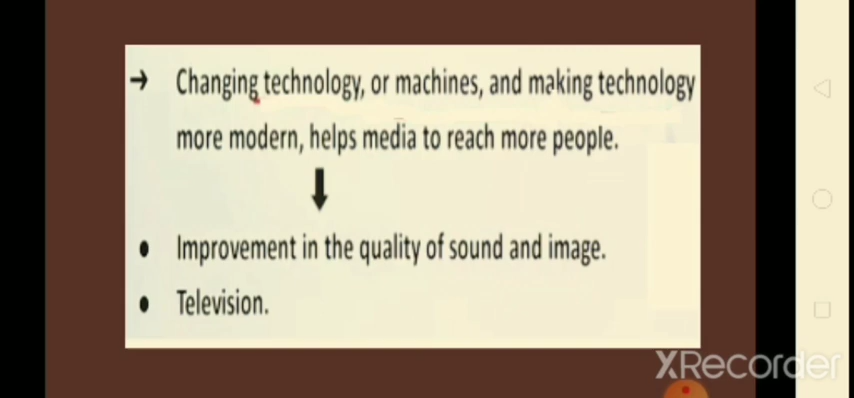 → Changing technology, or machines, and making technology
more modern, helps media to reach more people.
↓
• Improvement in the quality of sound and image.
• Television.
XRecorder